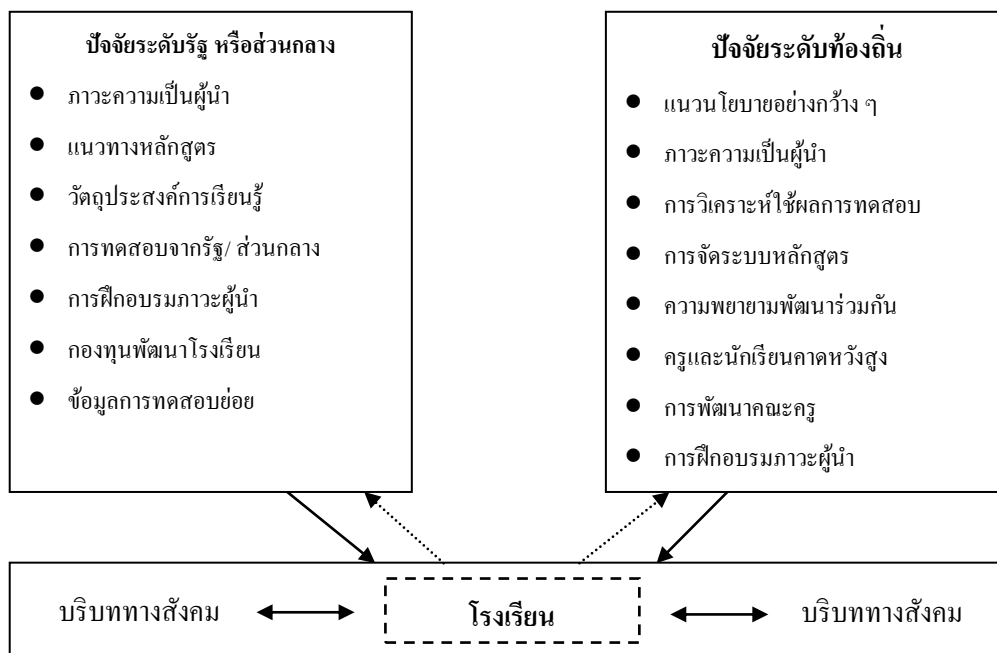 ปัจจัยระดับรัฐ หรือส่วนกลาง
ภาวะความเป็นผู้นำ
แนวทางหลักสูตร
วัตถุประสงค์การเรียนรู้
การทดสอบจากรัฐ/ ส่วนกลาง
การฝึกอบรมภาวะผู้นำ
กองทุนพัฒนาโรงเรียน
ข้อมูลการทดสอบย่อย
ปัจจัยระดับท้องถิ่น
แนวนโยบายอย่างกว้าง ๆ
ภาวะความเป็นผู้นำ
การวิเคราะห์ใช้ผลการทดสอบ
การจัดระบบหลักสูตร
ความพยายามพัฒนาร่วมกัน
ครูและนักเรียนคาดหวังสูง
การพัฒนาคณะครู
การฝึกอบรมภาวะผู้นำ
บริบททางสังคม
โรงเรียน
บริบททางสังคม